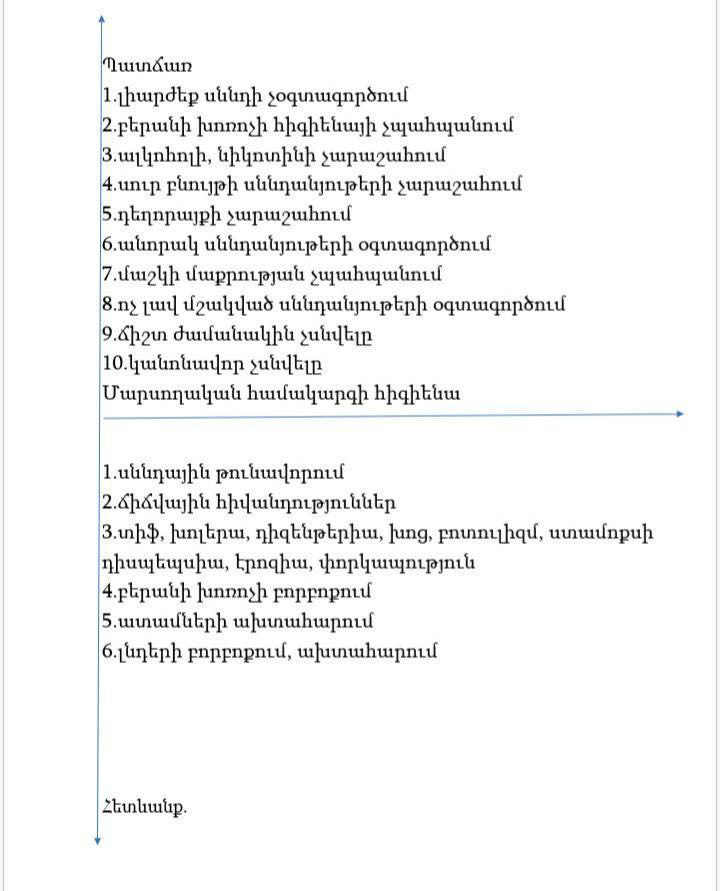 Պատճառ
1.լիարժեք սննդի չօգտագործում
2.բերանի խոռոչի հիգիենայի չպահպանում
3.ալկոհոլի, նիկոտինի չարաշահում
4.սուր բնույթի սննդանյութերի չարաշահում
5.դեղորայքի չարաշահում
6.անորակ սննդանյութերի օգտագործում
7.մաշկի մաքրության չպահպանում
8.ոչ լավ մշակված սննդանյութերի օգտագործում
9.ճիշտ ժամանակին չսնվելը
10.կանոնավոր չսնվելը
Մարսողական համակարգի հիգիենա
1.սննդային թունավորում
2.ճիճվային հիվանդություններ
3.տիֆ, խոլերա, դիզենթերիա, խոց, բոտուլիզմ, ստամոքսի
դիսպեպսիա, էրոզիա, փորկապություն
4.բերանի խոռոչի բորբոքում
5.ատամների ախտահարում
6.լնդերի բորբոքում, ախտահարում
Հետևանք.